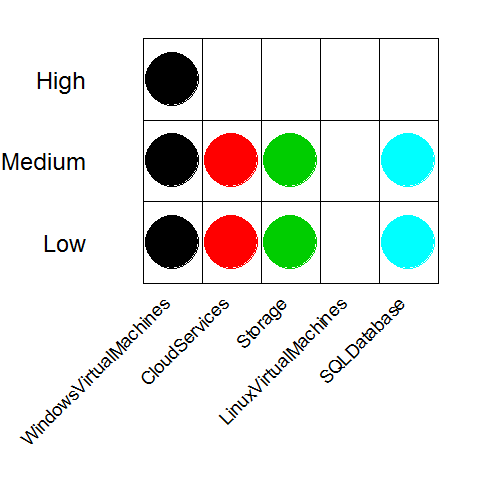 High
Medium
Low
WindowsVirtualMachines
CloudServices
Storage
LinuxVirtualMachines
SQLDatabase